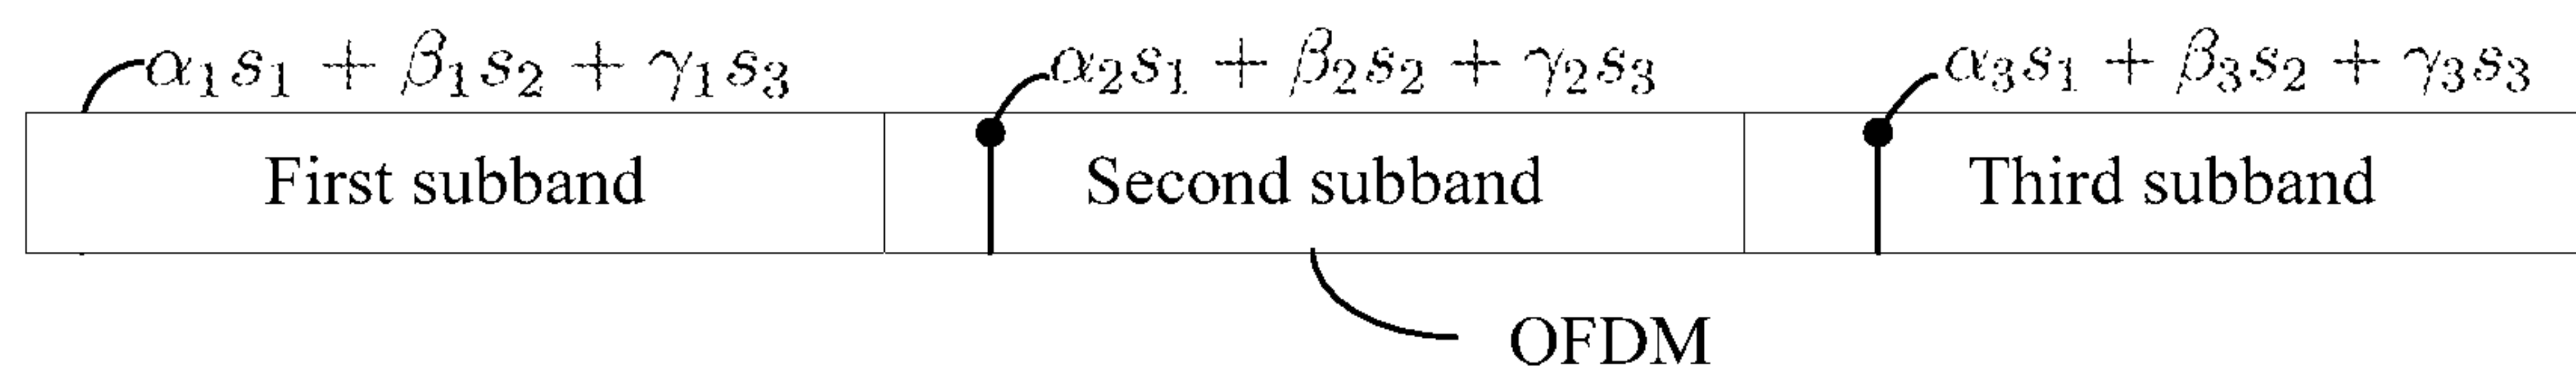 α₁s₁ + β₁s₂ + γ₁s₃ α₂s₁ + β₂s₂ + γ₂s₃ α₃s₁ + β₃s₂ + γ₃s₃
First subband Second subband Third subband
OFDM